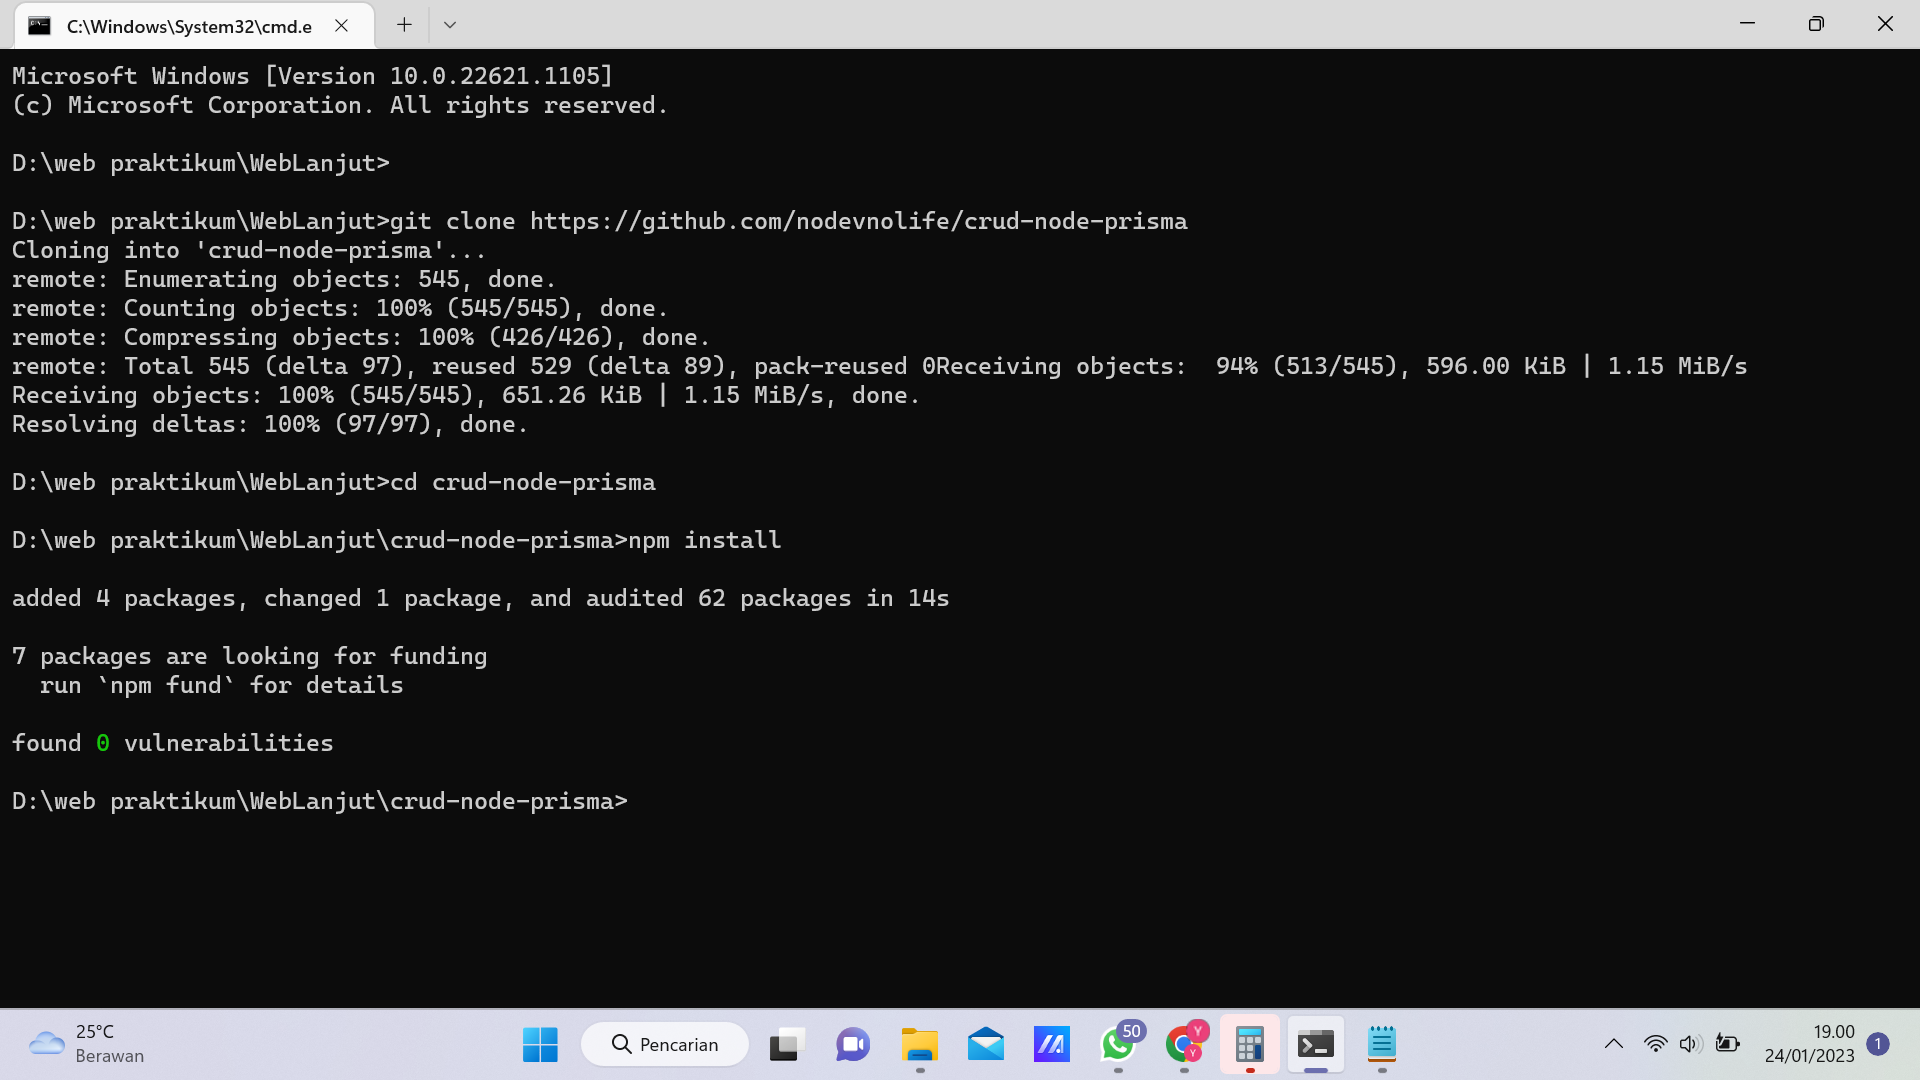 C:\Windows\System32\cmd.e
Microsoft Windows [Version 10.0.22621.1105]
(c) Microsoft Corporation. All rights reserved.
D:\web praktikum\WebLanjut>
D:\web praktikum\WebLanjut>git clone https://github.com/nodevnolife/crud-node-prisma
Cloning into 'crud-node-prisma'...
remote: Enumerating objects: 545, done.
remote: Counting objects: 100% (545/545), done.
remote: Compressing objects: 100% (426/426), done.
remote: Total 545 (delta 97), reused 529 (delta 89), pack-reused 0Receiving objects:  94% (513/545), 596.00 KiB | 1.15 MiB/s
Receiving objects: 100% (545/545), 651.26 KiB | 1.15 MiB/s, done.
Resolving deltas: 100% (97/97), done.
D:\web praktikum\WebLanjut>cd crud-node-prisma
D:\web praktikum\WebLanjut\crud-node-prisma>npm install
added 4 packages, changed 1 package, and audited 62 packages in 14s
7 packages are looking for funding
  run `npm fund` for details
found 0 vulnerabilities
D:\web praktikum\WebLanjut\crud-node-prisma>
25°C
Berawan
Pencarian
50
Y
Y
19.00
24/01/2023
1